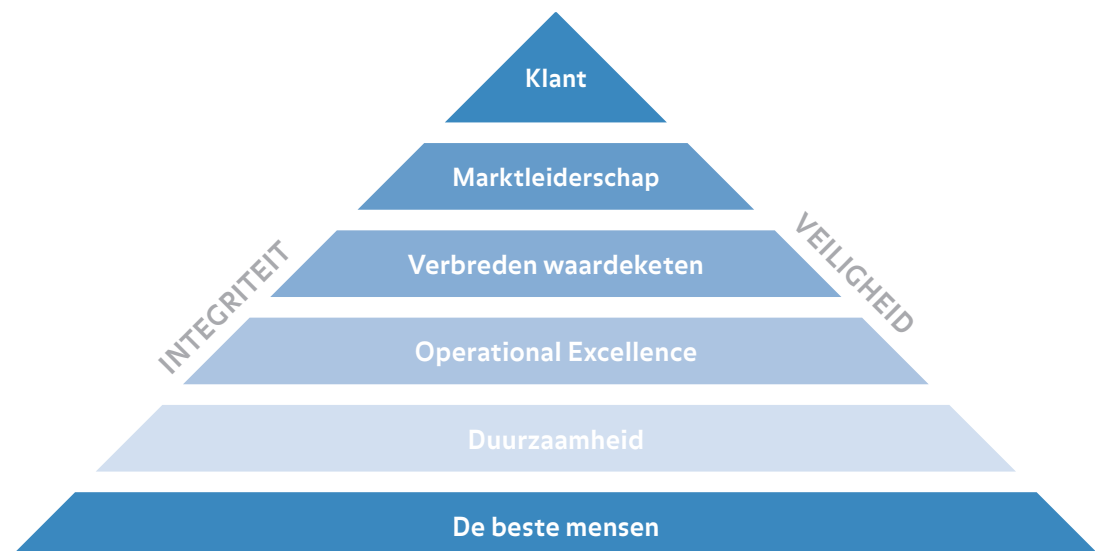 Klant
Marktleiderschap
Verbreden waardeketen
INTEGRITEIT
VEILIGHEID
Operational Excellence
Duurzaamheid
De beste mensen